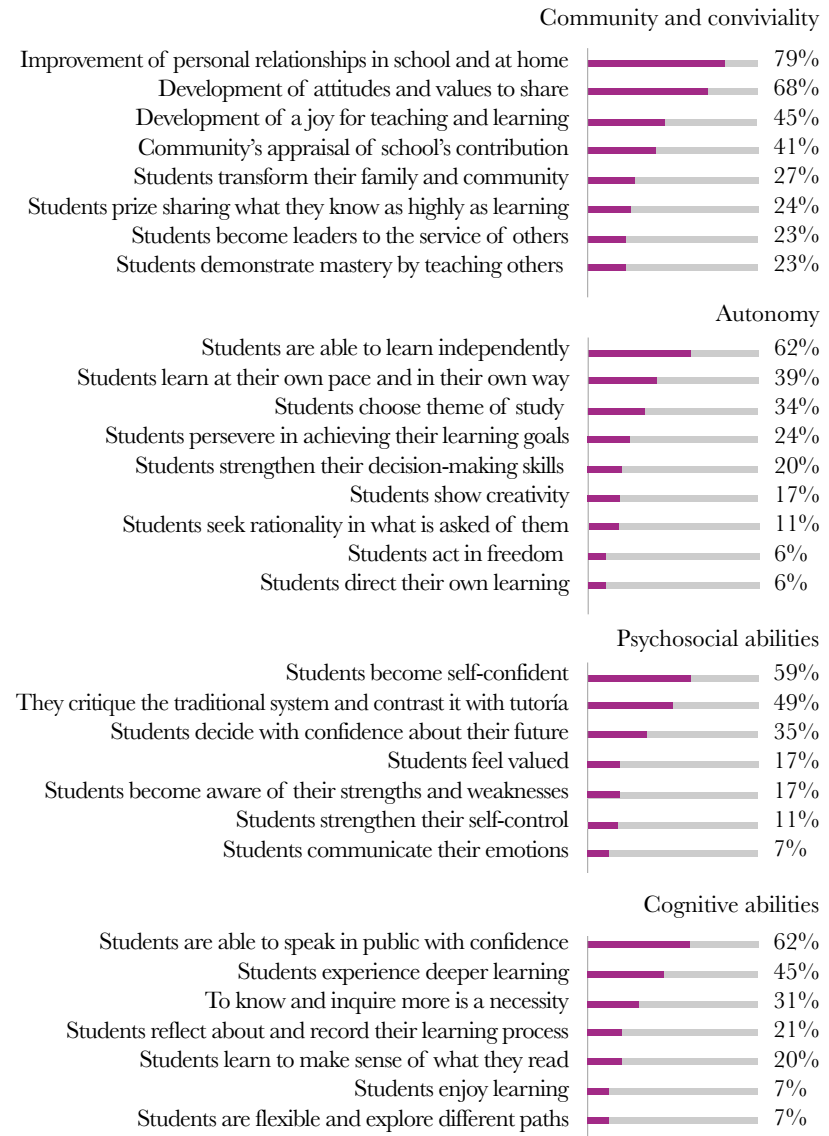 Community and conviviality
Improvement of personal relationships in school and at home 79%
Development of attitudes and values to share 68%
Development of a joy for teaching and learning 45%
Community's appraisal of school's contribution 41%
Students transform their family and community 27%
Students prize sharing what they know as highly as learning 24%
Students become leaders to the service of others 23%
Students demonstrate mastery by teaching others 23%
Autonomy
Students are able to learn independently 62%
Students learn at their own pace and in their own way 39%
Students choose theme of study 34%
Students persevere in achieving their learning goals 24%
Students strengthen their decision-making skills 20%
Students show creativity 17%
Students seek rationality in what is asked of them 11%
Students act in freedom 6%
Students direct their own learning 6%
Psychosocial abilities
Students become self-confident 59%
They critique the traditional system and contrast it with tutoría 49%
Students decide with confidence about their future 35%
Students feel valued 17%
Students become aware of their strengths and weaknesses 17%
Students strengthen their self-control 11%
Students communicate their emotions 7%
Cognitive abilities
Students are able to speak in public with confidence 62%
Students experience deeper learning 45%
To know and inquire more is a necessity 31%
Students reflect about and record their learning process 21%
Students learn to make sense of what they read 20%
Students enjoy learning 7%
Students are flexible and explore different paths 7%